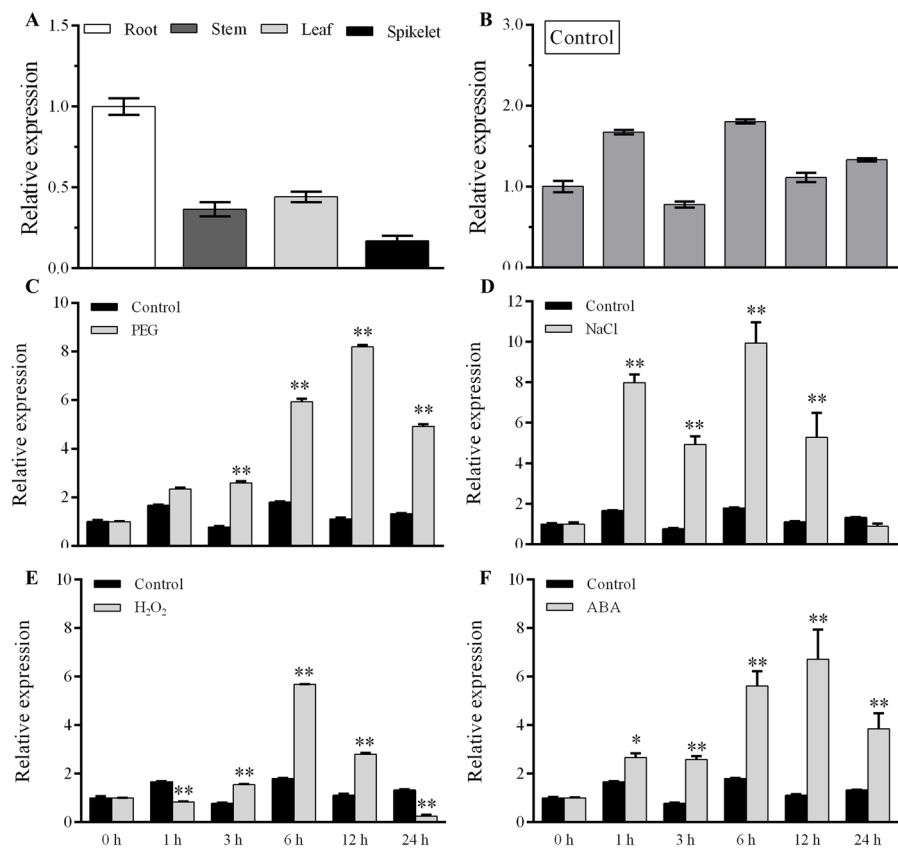 A
Root Stem Leaf Spikelet
Relative expression
1.5
1.0
0.5
0.0
B
Control
Relative expression
3.0
2.0
1.0
0.0
C
Control
PEG
Relative expression
10
8
6
4
2
0
** ** ** **
D
Control
NaCl
Relative expression
12
10
8
6
4
2
0
** ** ** **
E
Control
H₂O₂
Relative expression
10
8
6
4
2
0
** ** ** ** **
0 h 1 h 3 h 6 h 12 h 24 h
F
Control
ABA
Relative expression
10
8
6
4
2
0
* ** ** ** **
0 h 1 h 3 h 6 h 12 h 24 h